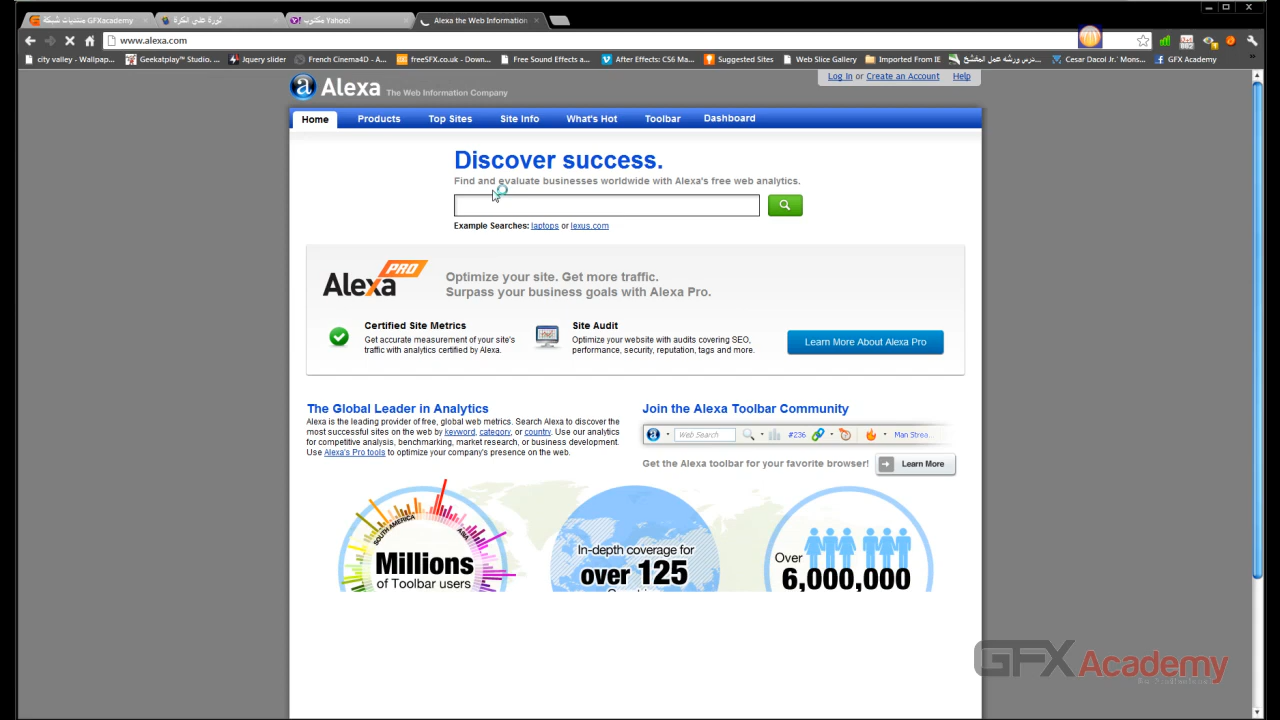 منتديات شبكة GFXacademy
ثورة على الكرة
Yahoo! مكتوب
Alexa the Web Information
www.alexa.com
city valley - Wallpap...
Geekatplay™ Studio. ...
Jquery slider
French Cinema4D - A...
freeSFX.co.uk - Down...
Free Sound Effects a...
After Effects: CS6 Ma...
Suggested Sites
Web Slice Gallery
Imported From IE
Cesar Dacol Jr.' Mons...
GFX Academy
Alexa The Web Information Company
Log In or Create an Account Help
Home Products Top Sites Site Info What's Hot Toolbar Dashboard
Discover success.
Find and evaluate businesses worldwide with Alexa's free web analytics.
Example Searches: laptops or lexus.com
Alexa PRO
Optimize your site. Get more traffic.
Surpass your business goals with Alexa Pro.
Certified Site Metrics
Get accurate measurement of your site's
traffic with analytics certified by Alexa.
Site Audit
Optimize your website with audits covering SEO,
performance, security, reputation, tags and more.
Learn More About Alexa Pro
The Global Leader in Analytics
Alexa is the leading provider of free, global web metrics. Search Alexa to discover the
most successful sites on the web by keyword, category, or country. Use our analytics
for competitive analysis, benchmarking, market research, or business development.
Use Alexa's Pro tools to optimize your company's presence on the web.
Join the Alexa Toolbar Community
Web Search #236 Man Strea...
Get the Alexa toolbar for your favorite browser! Learn More
SOUTH AMERICA
ASIA
Millions
of Toolbar users
In-depth coverage for
over 125
Over
6,000,000
GFXAcademy